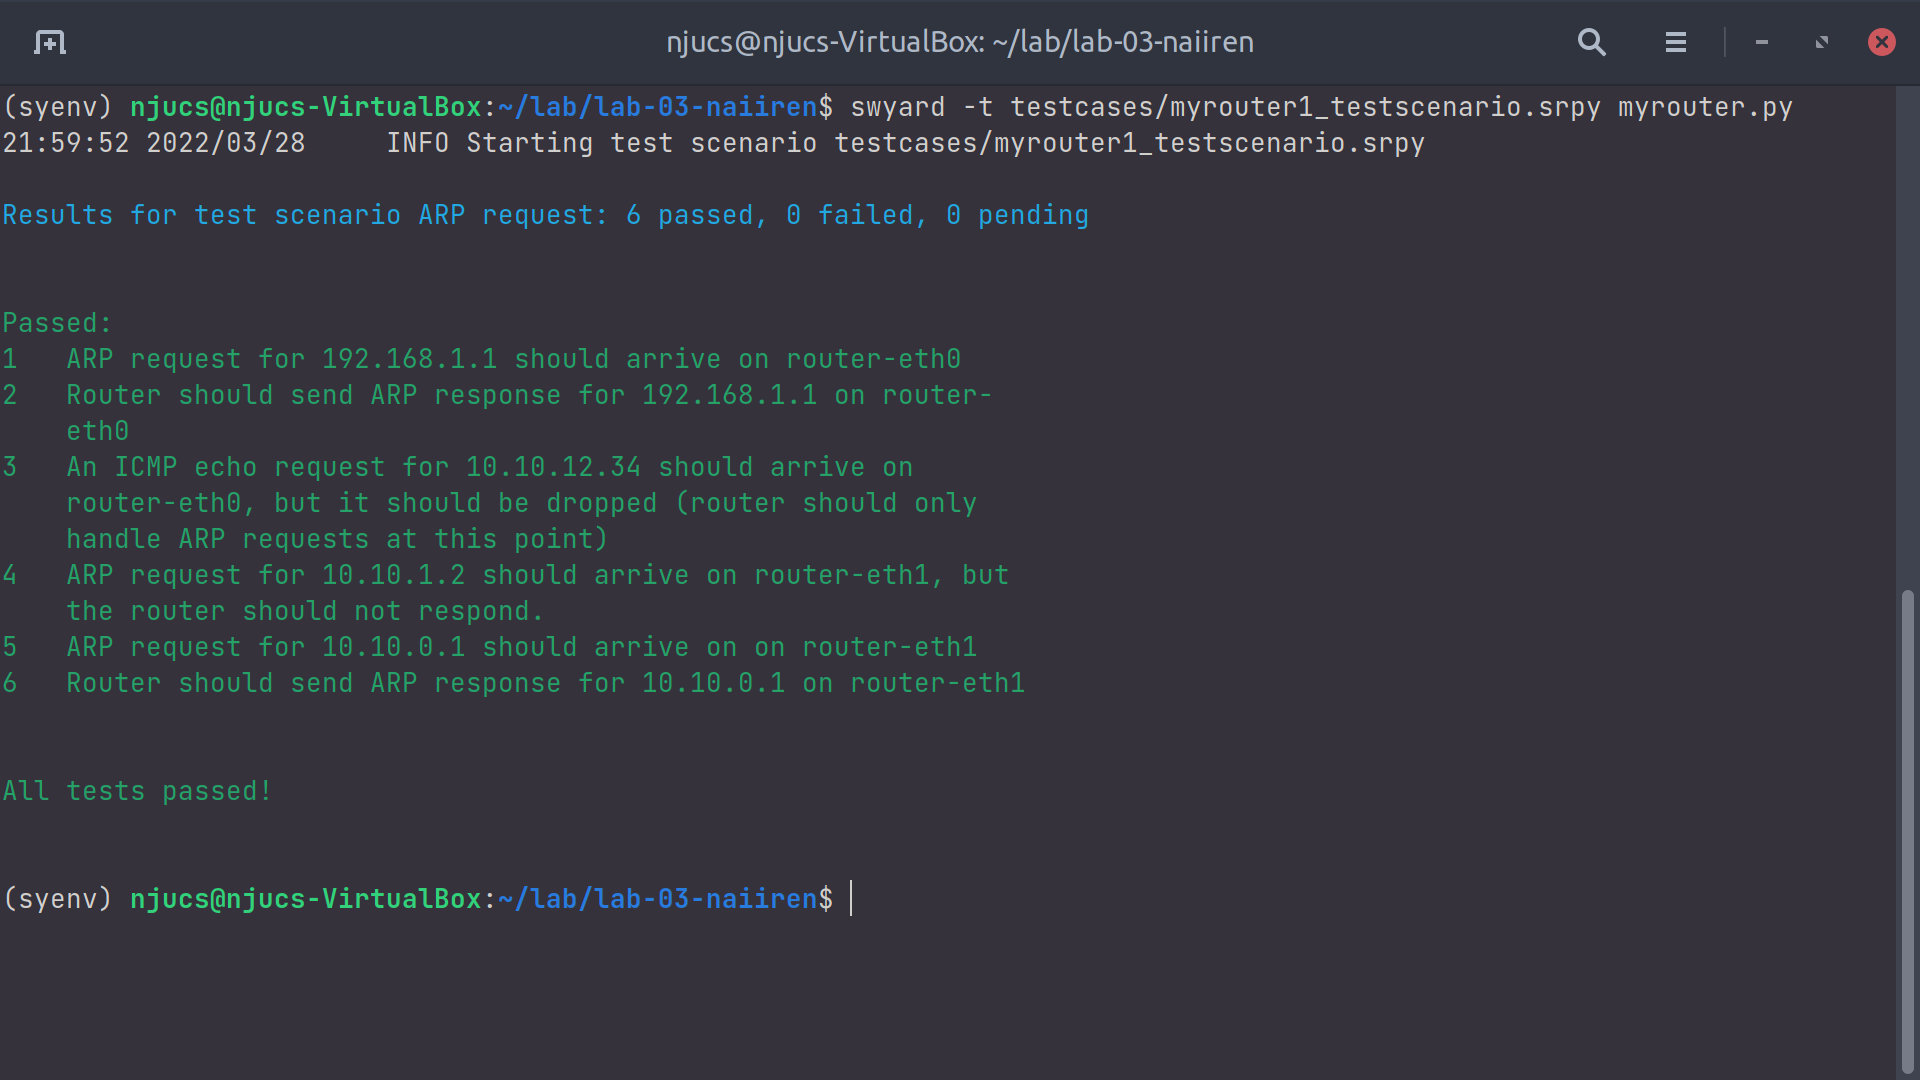 njucs@njucs-VirtualBox: ~/lab/lab-03-naiiren
(syenv) njucs@njucs-VirtualBox:~/lab/lab-03-naiiren$ swyard -t testcases/myrouter1_testscenario.srpy myrouter.py
21:59:52 2022/03/28     INFO Starting test scenario testcases/myrouter1_testscenario.srpy
Results for test scenario ARP request: 6 passed, 0 failed, 0 pending
Passed:
1   ARP request for 192.168.1.1 should arrive on router-eth0
2   Router should send ARP response for 192.168.1.1 on router-
    eth0
3   An ICMP echo request for 10.10.12.34 should arrive on
    router-eth0, but it should be dropped (router should only
    handle ARP requests at this point)
4   ARP request for 10.10.1.2 should arrive on router-eth1, but
    the router should not respond.
5   ARP request for 10.10.0.1 should arrive on on router-eth1
6   Router should send ARP response for 10.10.0.1 on router-eth1
All tests passed!
(syenv) njucs@njucs-VirtualBox:~/lab/lab-03-naiiren$